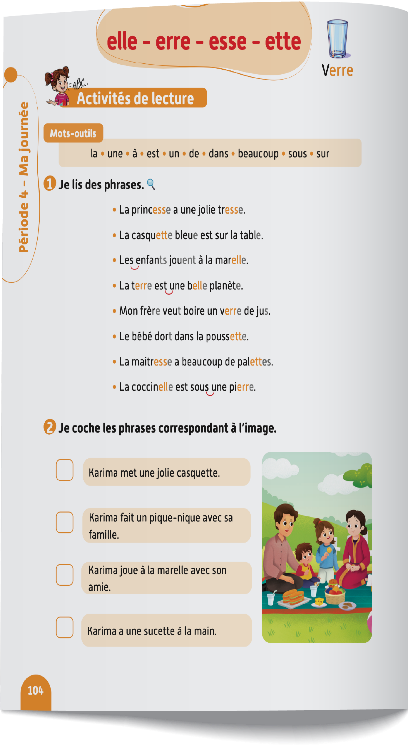 elle – erre – esse – ette
Verre
ABC
Activités de lecture
Période 4 – Ma journée
Mots-outils
la • une • à • est • un • de • dans • beaucoup • sous • sur
1 Je lis des phrases.
• La princesse a une jolie tresse.
• La casquette bleue est sur la table.
• Les enfants jouent à la marelle.
• La terre est une belle planète.
• Mon frère veut boire un verre de jus.
• Le bébé dort dans la poussette.
• La maitresse a beaucoup de palettes.
• La coccinelle est sous une pierre.
2 Je coche les phrases correspondant à l'image.
Karima met une jolie casquette.
Karima fait un pique-nique avec sa
famille.
Karima joue à la marelle avec son
amie.
Karima a une sucette à la main.
104